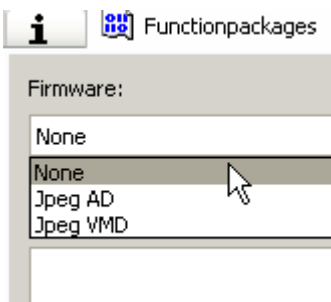 i
Functionpackages
Firmware:
None
None
Jpeg AD
Jpeg VMD